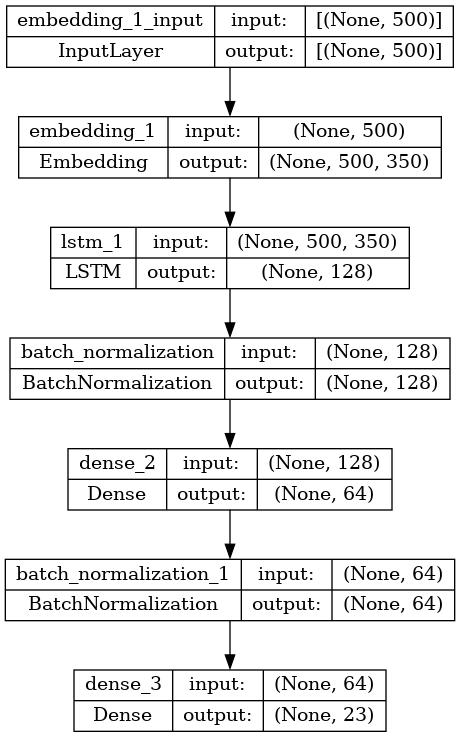 embedding_1_input input: [(None, 500)]
InputLayer output: [(None, 500)]
embedding_1 input: (None, 500)
Embedding output: (None, 500, 350)
lstm_1 input: (None, 500, 350)
LSTM output: (None, 128)
batch_normalization input: (None, 128)
BatchNormalization output: (None, 128)
dense_2 input: (None, 128)
Dense output: (None, 64)
batch_normalization_1 input: (None, 64)
BatchNormalization output: (None, 64)
dense_3 input: (None, 64)
Dense output: (None, 23)